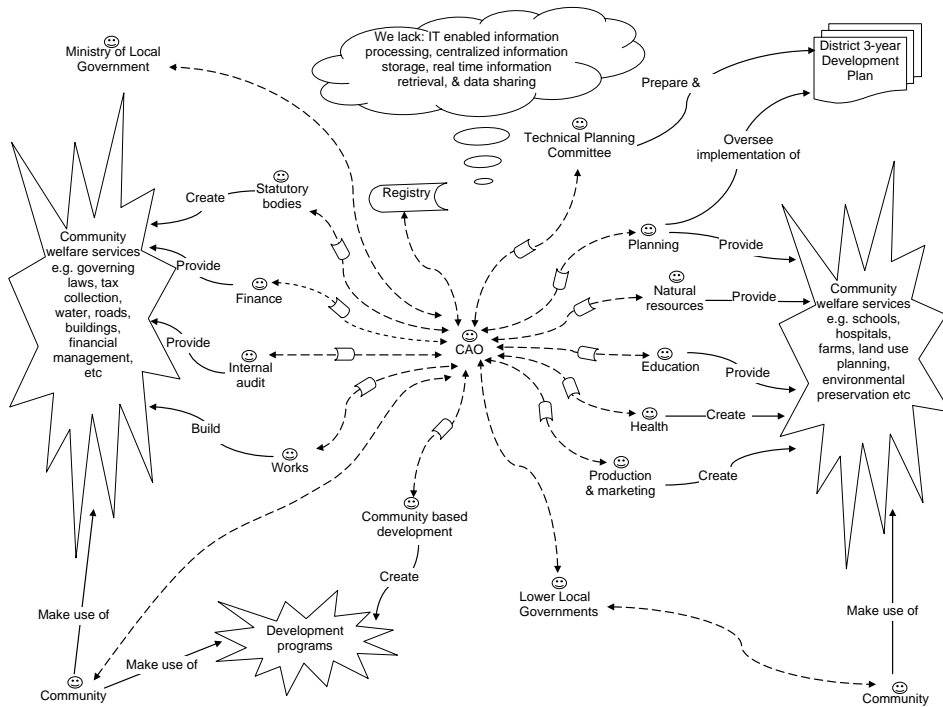 We lack: IT enabled information
processing, centralized information
storage, real time information
retrieval, & data sharing
Ministry of Local
Government
District 3-year
Development
Plan
Prepare &
Technical Planning
Committee
Oversee
implementation of
Registry
Statutory
bodies
Create
Community
welfare services
e.g. governing
laws, tax
collection,
water, roads,
buildings,
financial
management,
etc
Provide
Finance
Provide
Internal
audit
Build
Works
CAO
Planning
Provide
Natural
resources
Provide
Education
Provide
Health
Create
Production
& marketing
Create
Community
welfare services
e.g. schools,
hospitals,
farms, land use
planning,
environmental
preservation etc
Community based
development
Create
Development
programs
Lower Local
Governments
Make use of
Make use of
Community
Make use of
Community